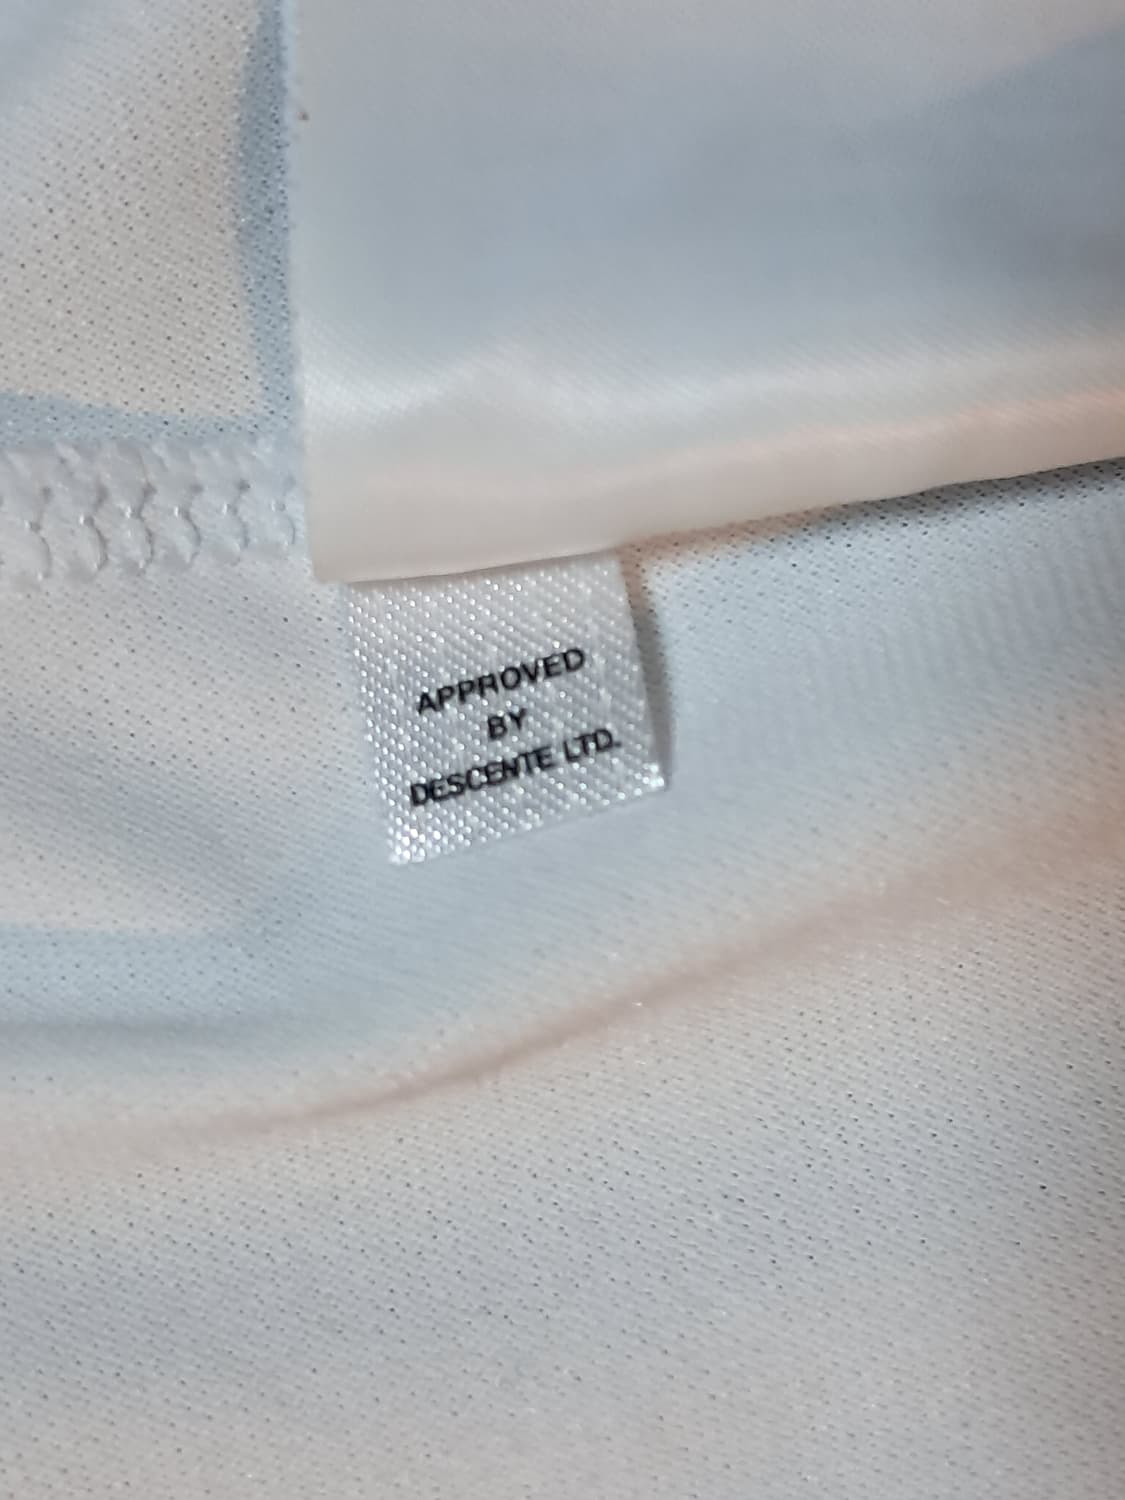 APPROVED
BY
DESCENTE LTD.